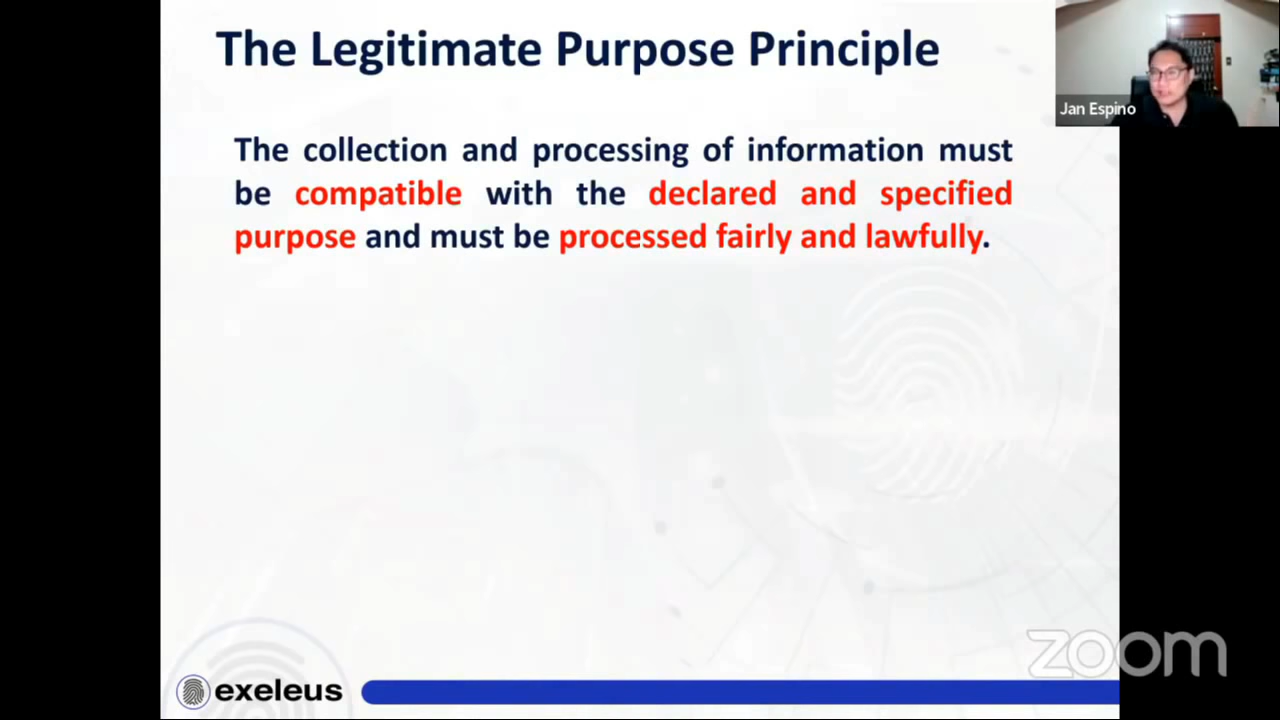 The Legitimate Purpose Principle
Jan Espino
The collection and processing of information must
be compatible with the declared and specified
purpose and must be processed fairly and lawfully.
zoom
exeleus